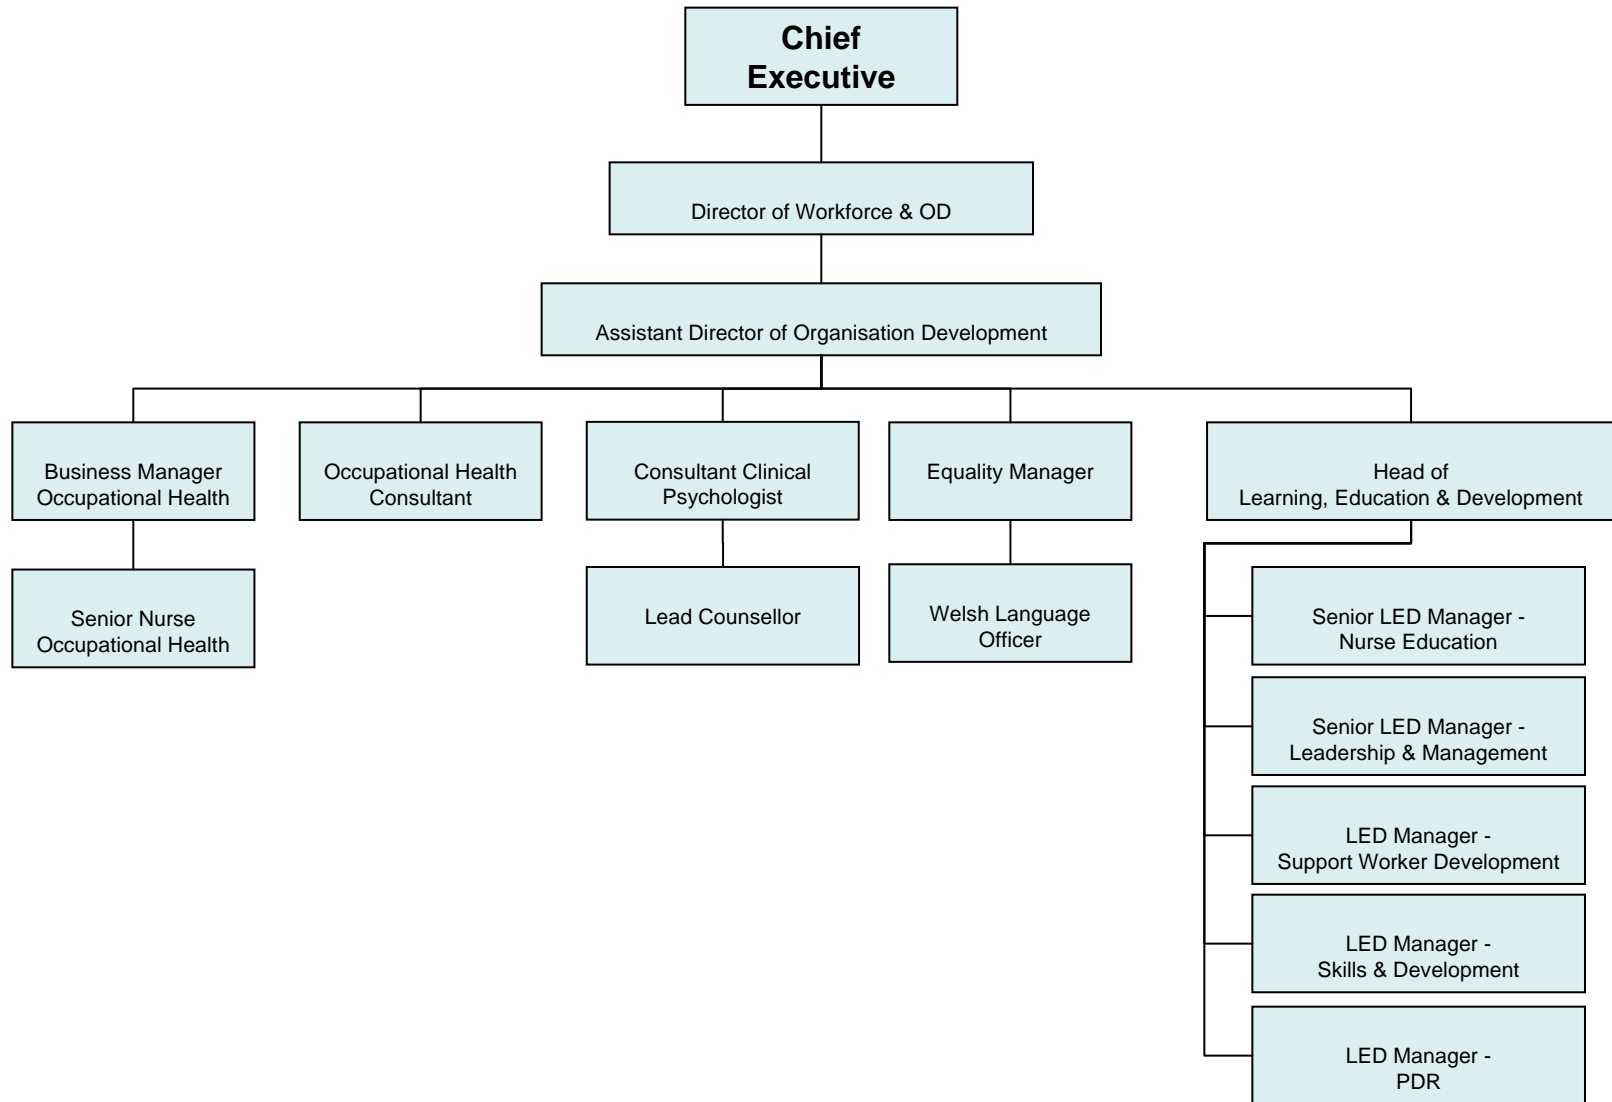 Chief
Executive
Director of Workforce & OD
Assistant Director of Organisation Development
Business Manager
Occupational Health
Occupational Health
Consultant
Consultant Clinical
Psychologist
Equality Manager
Head of
Learning, Education & Development
Senior Nurse
Occupational Health
Lead Counsellor
Welsh Language
Officer
Senior LED Manager -
Nurse Education
Senior LED Manager -
Leadership & Management
LED Manager -
Support Worker Development
LED Manager -
Skills & Development
LED Manager -
PDR